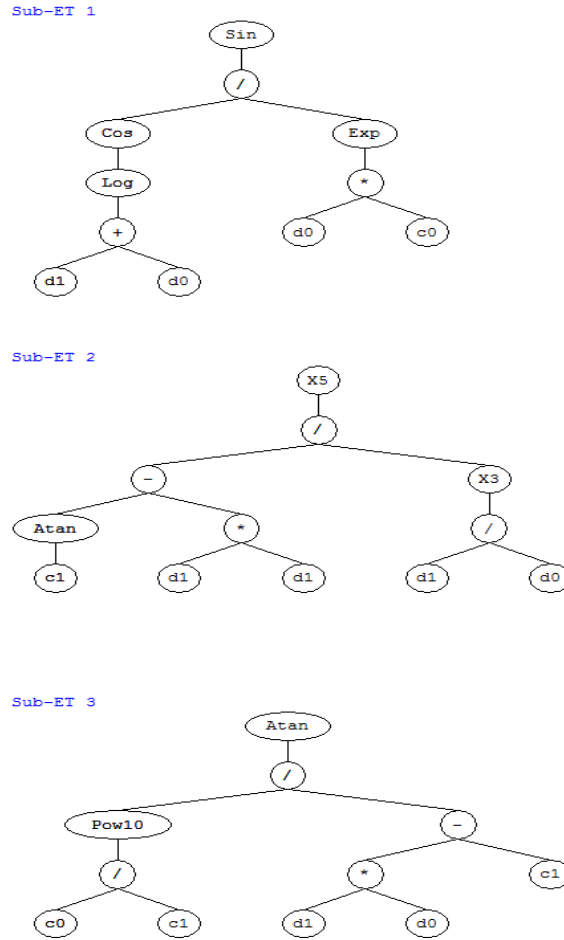 Sub-ET 1
Sin
/
Cos Exp
Log *
+ d0 c0
d1 d0
Sub-ET 2
X5
/
- X3
Atan * /
c1 d1 d1 d1 d0
Sub-ET 3
Atan
/
Pow10 -
/ * c1
c0 c1 d1 d0